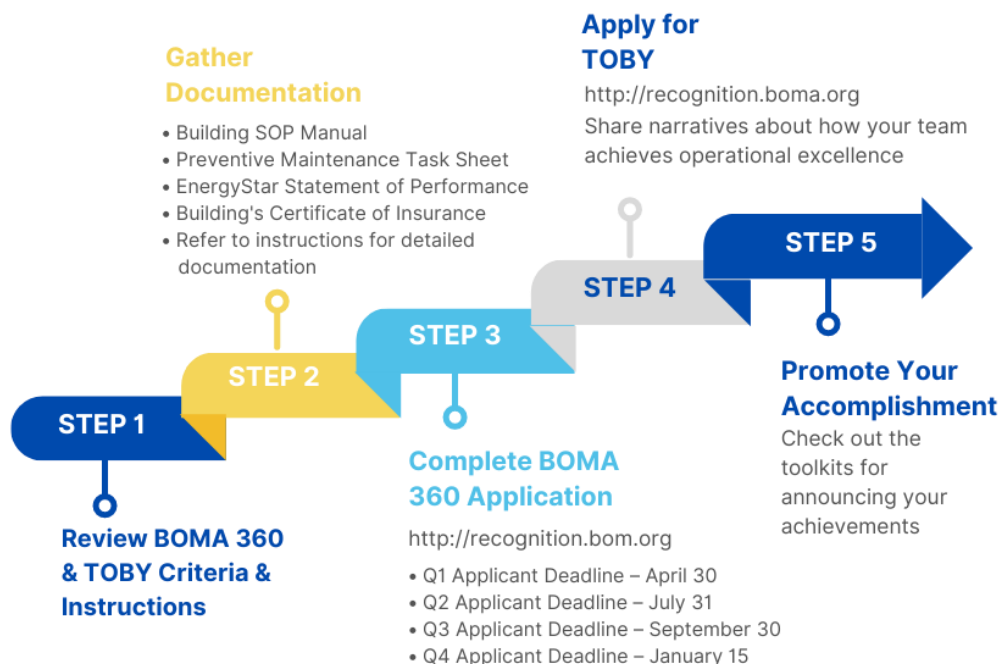 STEP 1
Review BOMA 360
& TOBY Criteria &
Instructions
STEP 2
Gather
Documentation
• Building SOP Manual
• Preventive Maintenance Task Sheet
• EnergyStar Statement of Performance
• Building's Certificate of Insurance
• Refer to instructions for detailed
documentation
STEP 3
Complete BOMA
360 Application
http://recognition.bom.org
• Q1 Applicant Deadline – April 30
• Q2 Applicant Deadline – July 31
• Q3 Applicant Deadline – September 30
• Q4 Applicant Deadline – January 15
STEP 4
Apply for
TOBY
http://recognition.boma.org
Share narratives about how your team
achieves operational excellence
STEP 5
Promote Your
Accomplishment
Check out the
toolkits for
announcing your
achievements